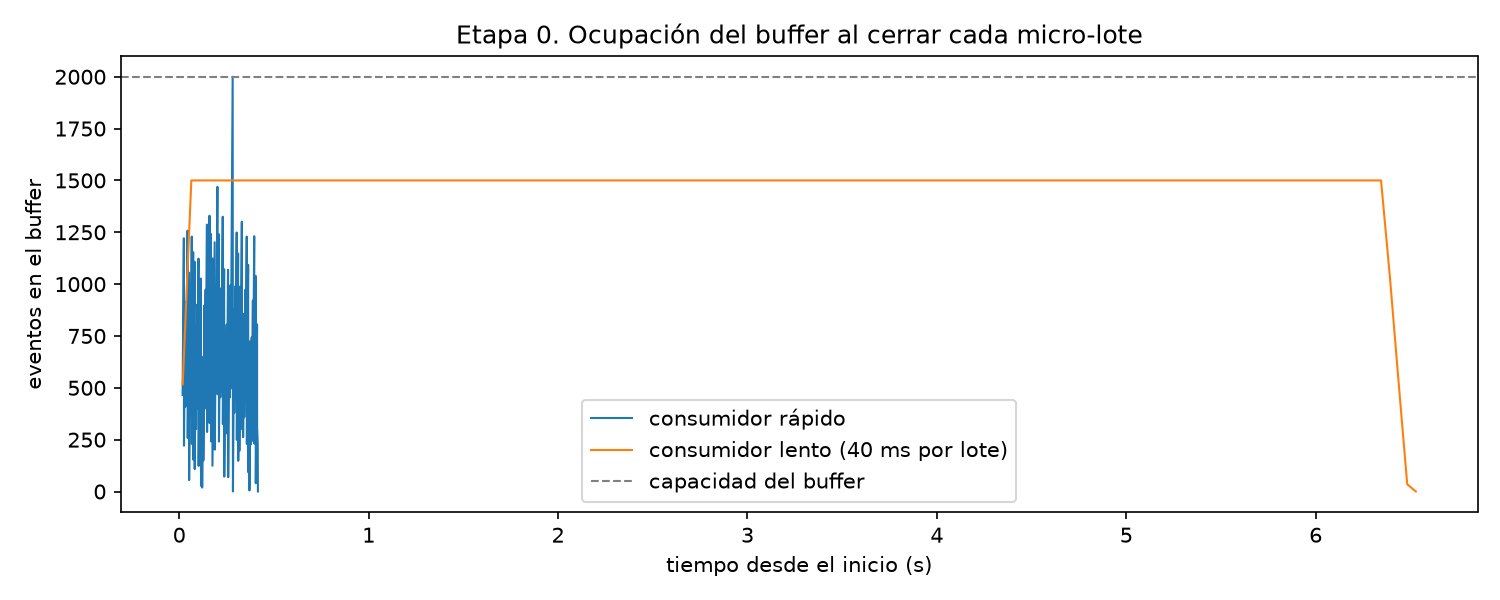 Etapa 0. Ocupación del buffer al cerrar cada micro-lote
eventos en el buffer
2000
1750
1500
1250
1000
750
500
250
0
consumidor rápido
consumidor lento (40 ms por lote)
capacidad del buffer
0 1 2 3 4 5 6
tiempo desde el inicio (s)